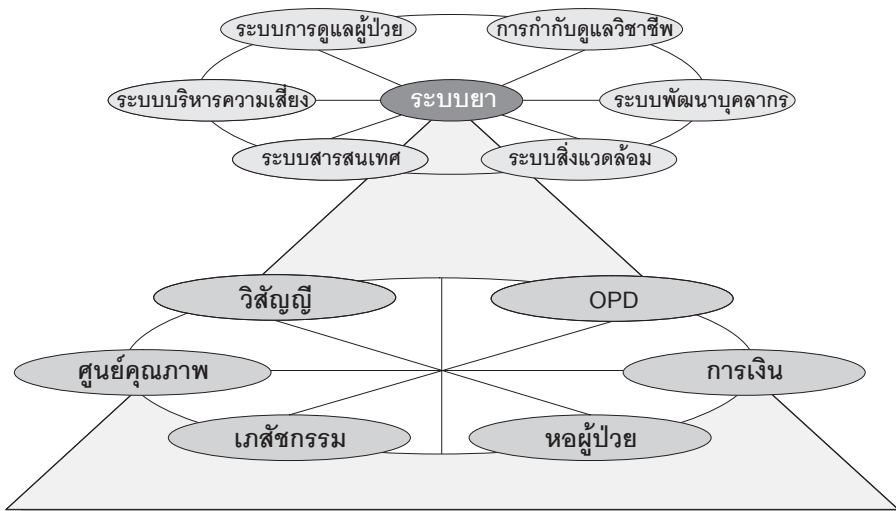 ระบบการดูแลผู้ป่วย
การกำกับดูแลวิชาชีพ
ระบบบริหารความเสี่ยง
ระบบยา
ระบบพัฒนาบุคลากร
ระบบสารสนเทศ
ระบบสิ่งแวดล้อม
วิสัญญี
OPD
ศูนย์คุณภาพ
การเงิน
เภสัชกรรม
หอผู้ป่วย